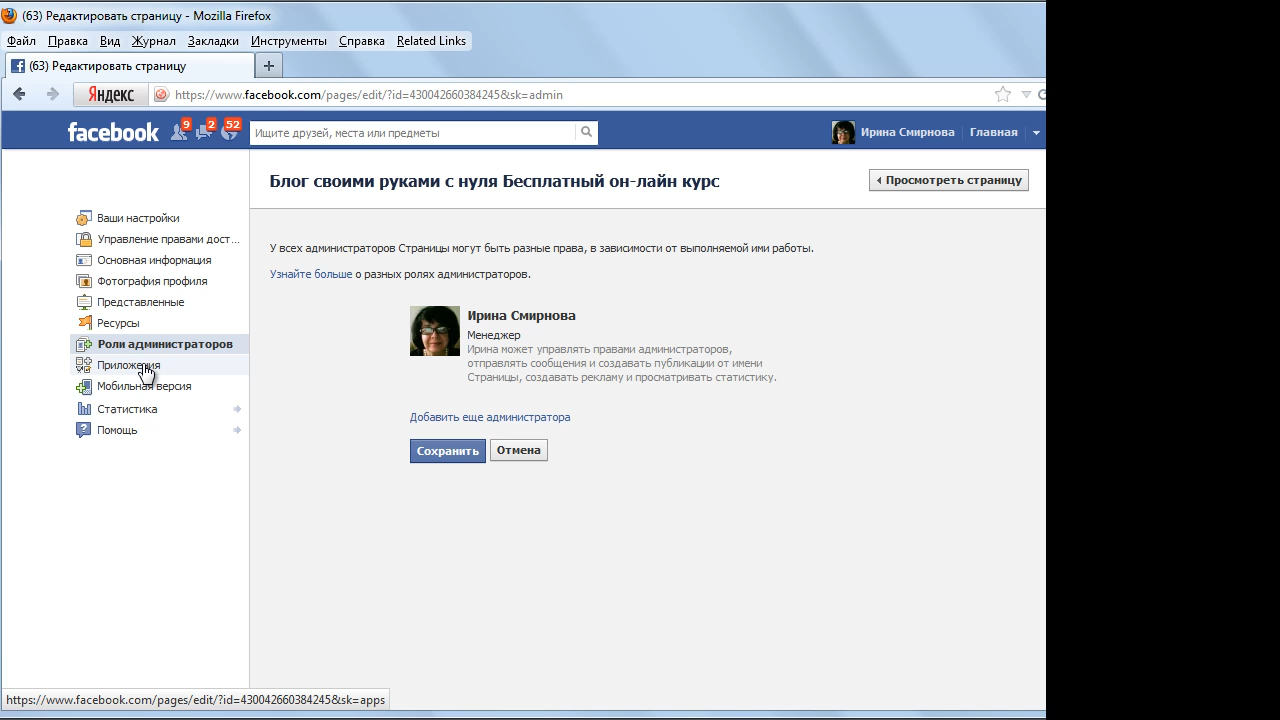 (63) Редактировать страницу - Mozilla Firefox
Файл Правка Вид Журнал Закладки Инструменты Справка Related Links
(63) Редактировать страницу +
Яндекс https://www.facebook.com/pages/edit/?id=430042660384245&sk=admin
facebook 9 2 52 Ищите друзей, места или предметы Ирина Смирнова Главная
Блог своими руками с нуля Бесплатный он-лайн курс Просмотреть страницу
Ваши настройки
Управление правами дост...
Основная информация
Фотография профиля
Представленные
Ресурсы
Роли администраторов
Приложения
Мобильная версия
Статистика
Помощь
У всех администраторов Страницы могут быть разные права, в зависимости от выполняемой ими работы.
Узнайте больше о разных ролях администраторов.
Ирина Смирнова
Менеджер
Ирина может управлять правами администраторов,
отправлять сообщения и создавать публикации от имени
Страницы, создавать рекламу и просматривать статистику.
Добавить еще администратора
Сохранить Отмена
https://www.facebook.com/pages/edit/?id=430042660384245&sk=apps